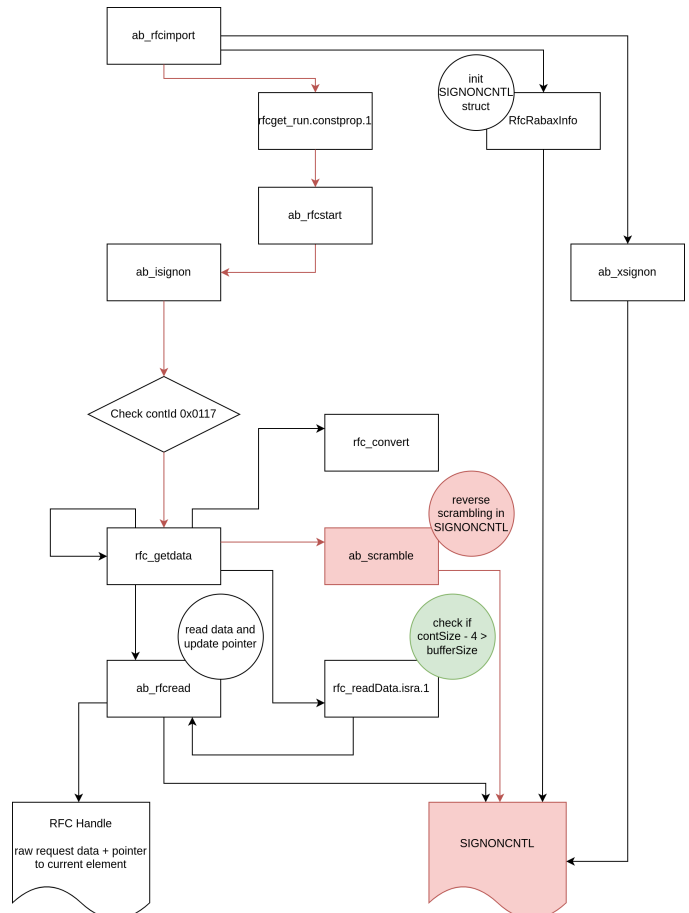 ab_rfcimport
init
SIGNONCNTL
struct
rfcget_run.constprop.1
RfcRabaxInfo
ab_rfcstart
ab_isignon
ab_xsignon
Check contId 0x0117
rfc_convert
reverse
scrambling in
SIGNONCNTL
rfc_getdata
ab_scramble
read data and
update pointer
check if
contSize - 4 >
bufferSize
ab_rfcread
rfc_readData.isra.1
RFC Handle
raw request data + pointer
to current element
SIGNONCNTL